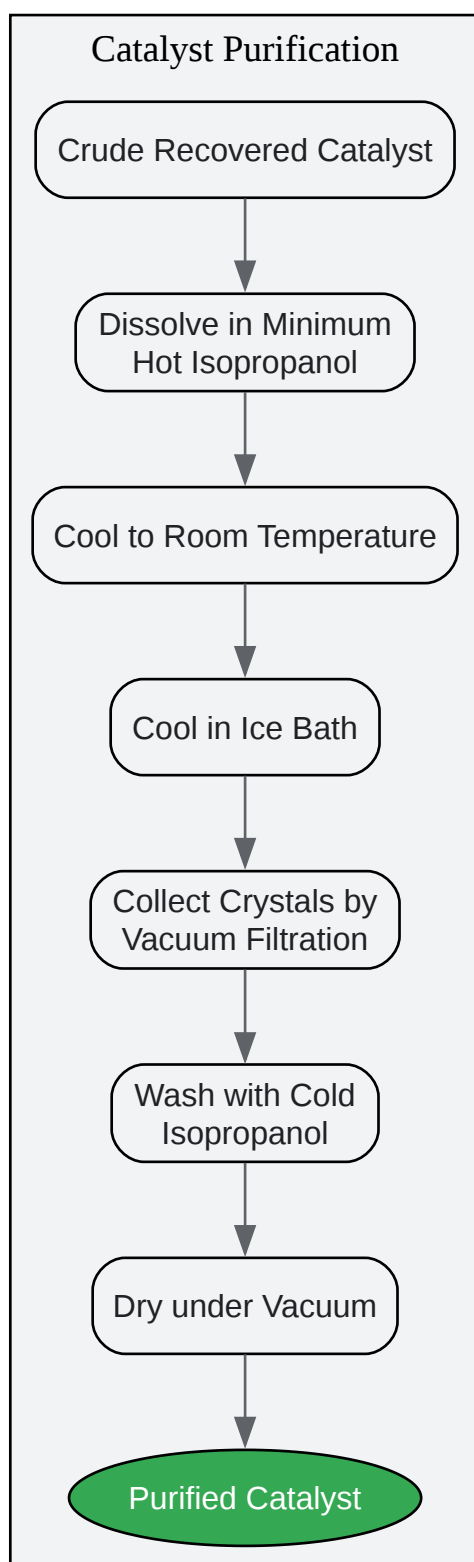 Catalyst Purification
Crude Recovered Catalyst
Dissolve in Minimum
Hot Isopropanol
Cool to Room Temperature
Cool in Ice Bath
Collect Crystals by
Vacuum Filtration
Wash with Cold
Isopropanol
Dry under Vacuum
Purified Catalyst